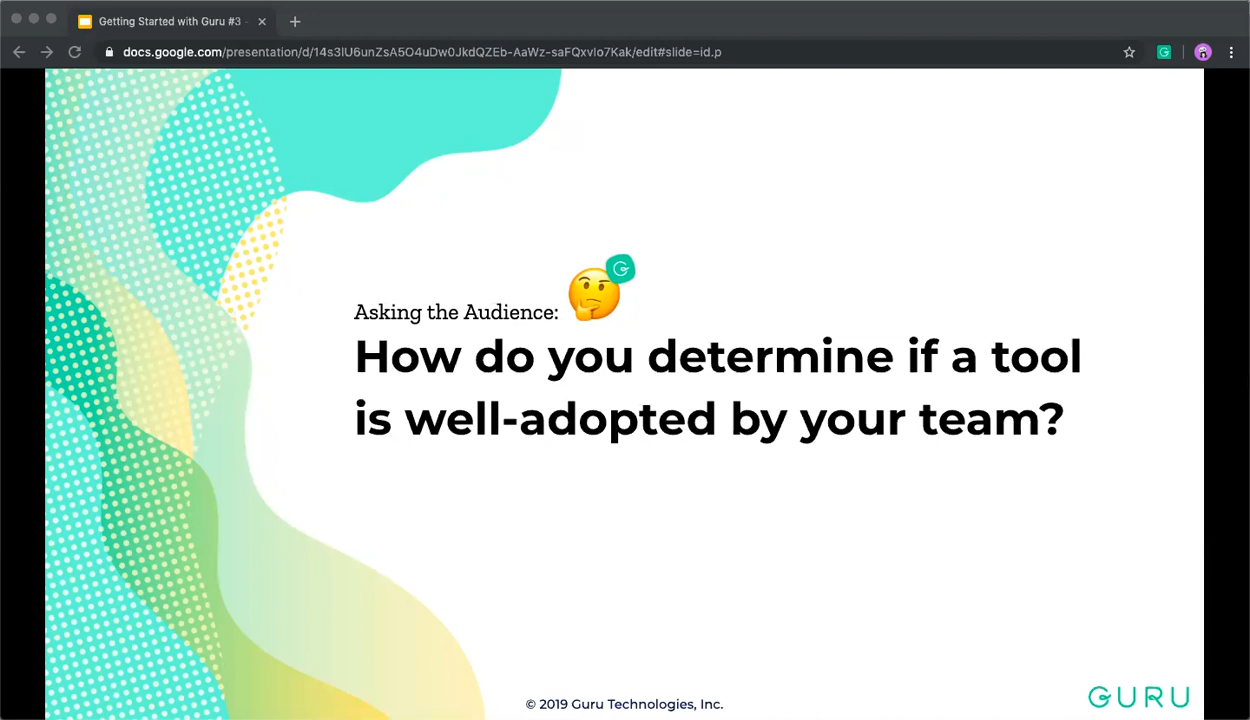 Getting Started with Guru #3 -
docs.google.com/presentation/d/14s3lU6unZsA5O4uDw0JkdQZEb-AaWz-saFQxvlo7Kak/edit#slide=id.p
Asking the Audience:
How do you determine if a tool
is well-adopted by your team?
© 2019 Guru Technologies, Inc.
GURU